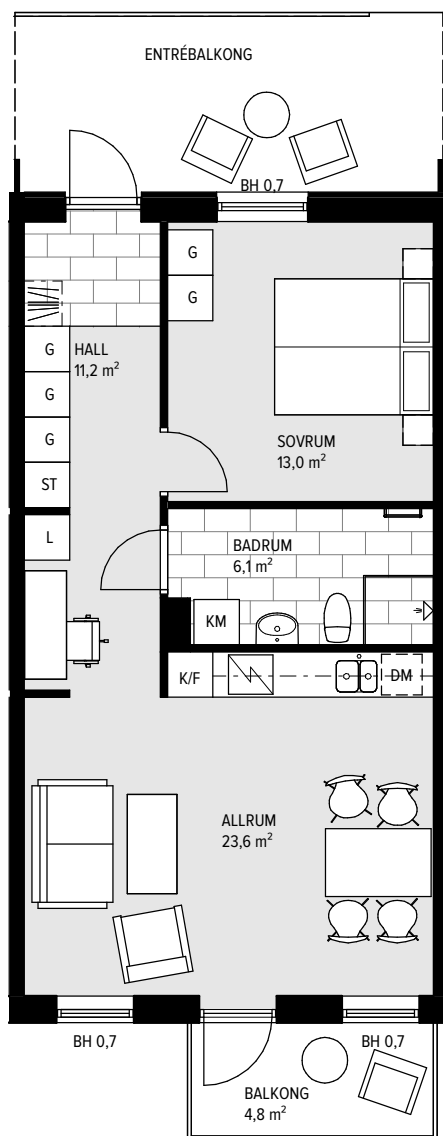 ENTRÉBALKONG
BH 0,7
G
G
G
HALL
11,2 m²
G
G
ST
SOVRUM
13,0 m²
L
BADRUM
6,1 m²
KM
K/F
DM
ALLRUM
23,6 m²
BH 0,7
BH 0,7
BALKONG
4,8 m²